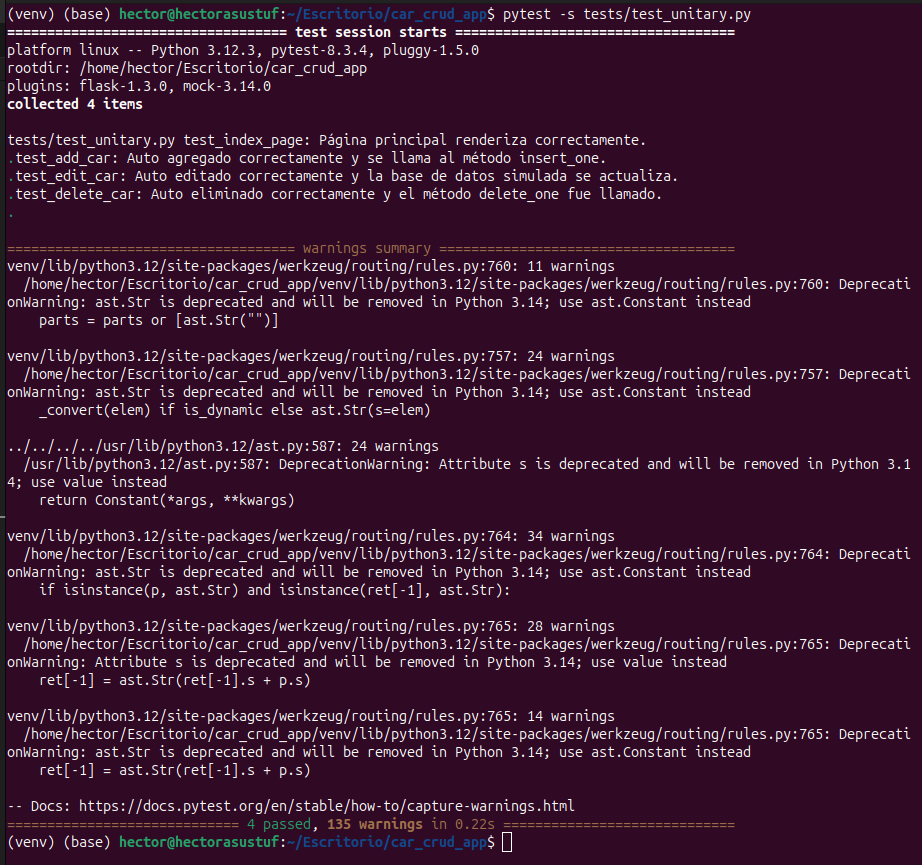 (venv) (base) hector@hectorasustuf:~/Escritorio/car_crud_app$ pytest -s tests/test_unitary.py
=================================== test session starts ===================================
platform linux -- Python 3.12.3, pytest-8.3.4, pluggy-1.5.0
rootdir: /home/hector/Escritorio/car_crud_app
plugins: flask-1.3.0, mock-3.14.0
collected 4 items
tests/test_unitary.py test_index_page: Página principal renderiza correctamente.
.test_add_car: Auto agregado correctamente y se llama al método insert_one.
.test_edit_car: Auto editado correctamente y la base de datos simulada se actualiza.
.test_delete_car: Auto eliminado correctamente y el método delete_one fue llamado.
.
==================================== warnings summary =====================================
venv/lib/python3.12/site-packages/werkzeug/routing/rules.py:760: 11 warnings
  /home/hector/Escritorio/car_crud_app/venv/lib/python3.12/site-packages/werkzeug/routing/rules.py:760: Deprecati
onWarning: ast.Str is deprecated and will be removed in Python 3.14; use ast.Constant instead
    parts = parts or [ast.Str("")]
venv/lib/python3.12/site-packages/werkzeug/routing/rules.py:757: 24 warnings
  /home/hector/Escritorio/car_crud_app/venv/lib/python3.12/site-packages/werkzeug/routing/rules.py:757: Deprecati
onWarning: ast.Str is deprecated and will be removed in Python 3.14; use ast.Constant instead
    _convert(elem) if is_dynamic else ast.Str(s=elem)
../../../../usr/lib/python3.12/ast.py:587: 24 warnings
  /usr/lib/python3.12/ast.py:587: DeprecationWarning: Attribute s is deprecated and will be removed in Python 3.1
4; use value instead
    return Constant(*args, **kwargs)
venv/lib/python3.12/site-packages/werkzeug/routing/rules.py:764: 34 warnings
  /home/hector/Escritorio/car_crud_app/venv/lib/python3.12/site-packages/werkzeug/routing/rules.py:764: Deprecati
onWarning: ast.Str is deprecated and will be removed in Python 3.14; use ast.Constant instead
    if isinstance(p, ast.Str) and isinstance(ret[-1], ast.Str):
venv/lib/python3.12/site-packages/werkzeug/routing/rules.py:765: 28 warnings
  /home/hector/Escritorio/car_crud_app/venv/lib/python3.12/site-packages/werkzeug/routing/rules.py:765: Deprecati
onWarning: Attribute s is deprecated and will be removed in Python 3.14; use value instead
    ret[-1] = ast.Str(ret[-1].s + p.s)
venv/lib/python3.12/site-packages/werkzeug/routing/rules.py:765: 14 warnings
  /home/hector/Escritorio/car_crud_app/venv/lib/python3.12/site-packages/werkzeug/routing/rules.py:765: Deprecati
onWarning: ast.Str is deprecated and will be removed in Python 3.14; use ast.Constant instead
    ret[-1] = ast.Str(ret[-1].s + p.s)
-- Docs: https://docs.pytest.org/en/stable/how-to/capture-warnings.html
============================= 4 passed, 135 warnings in 0.22s =============================
(venv) (base) hector@hectorasustuf:~/Escritorio/car_crud_app$